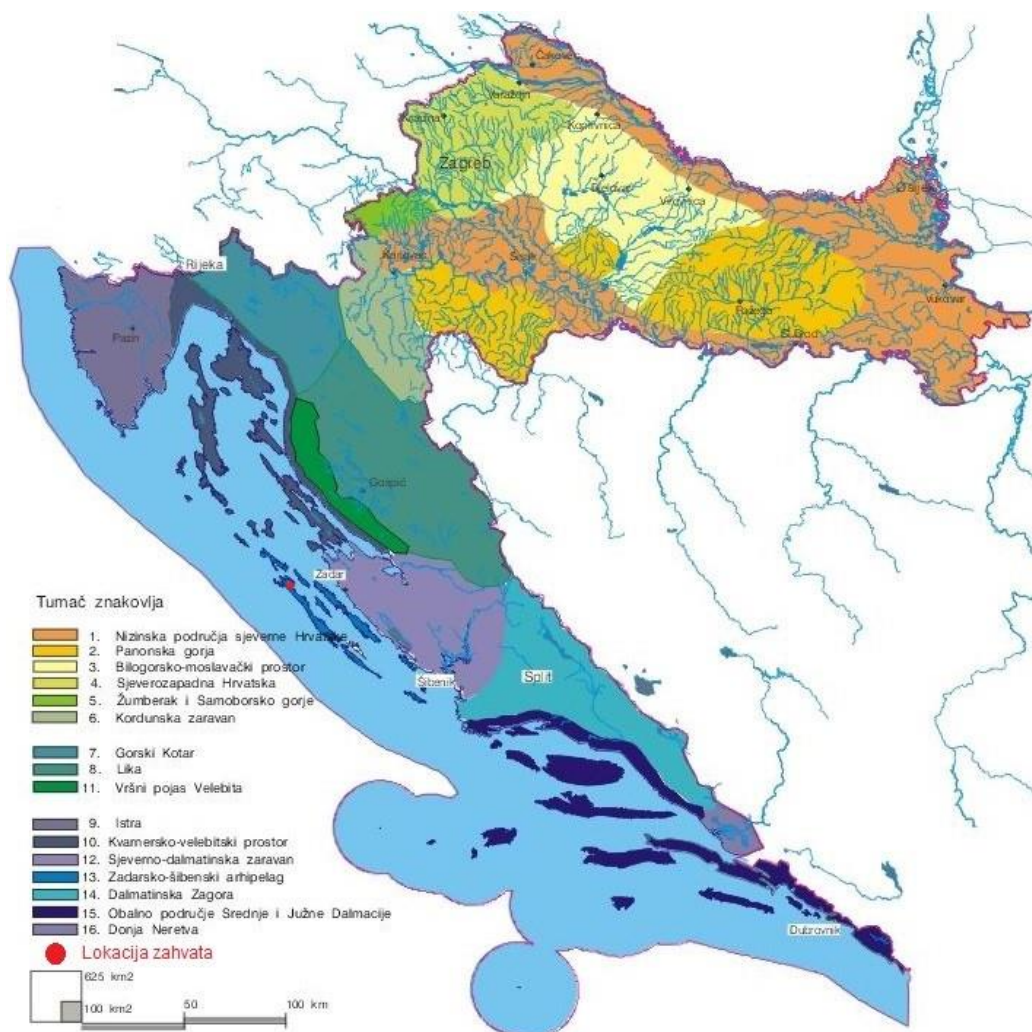 Čakovec
Varaždin
Krapina
Koprivnica
Zagreb
Bjelovar
Virovitica
Osijek
Rijeka
Karlovac
Sisak
Vukovar
Pazin
Požega
Sl. Brod
Gospić
Zadar
Šibenik
Split
Dubrovnik
Tumač znakovlja
1. Nizinska područja sjeverne Hrvatske
2. Panonska gorja
3. Bilogorsko-moslavački prostor
4. Sjeverozapadna Hrvatska
5. Žumberak i Samoborsko gorje
6. Kordunska zaravan
7. Gorski Kotar
8. Lika
11. Vršni pojas Velebita
9. Istra
10. Kvarnersko-velebitski prostor
12. Sjeverno-dalmatinska zaravan
13. Zadarsko-šibenski arhipelag
14. Dalmatinska Zagora
15. Obalno područje Srednje i Južne Dalmacije
16. Donja Neretva
Lokacija zahvata
625 km2
100 km2
50
100 km